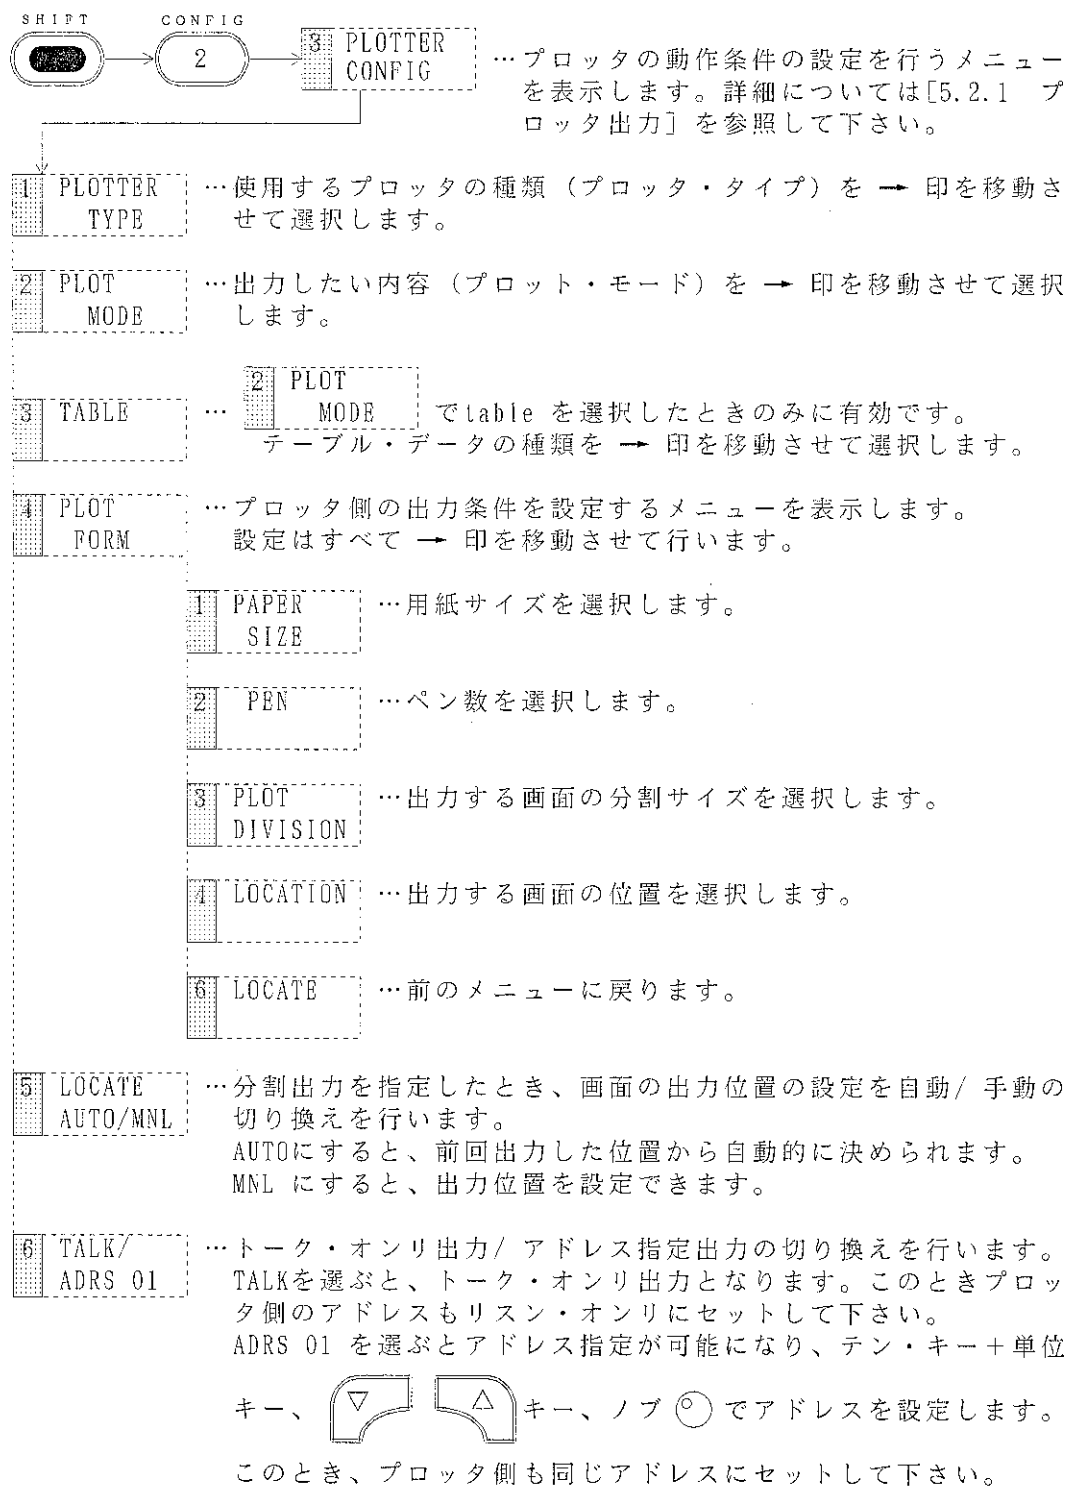 SHIFT CONFIG
2
3 PLOTTER
CONFIG
…プロッタの動作条件の設定を行うメニュー
を表示します。詳細については[5.2.1 プ
ロッタ出力] を参照して下さい。
1 PLOTTER
TYPE
…使用するプロッタの種類 (プロッタ・タイプ) を → 印を移動さ
せて選択します。
2 PLOT
MODE
…出力したい内容 (プロット・モード) を → 印を移動させて選択
します。
3 TABLE
… 2 PLOT
MODE でtable を選択したときのみに有効です。
テーブル・データの種類を → 印を移動させて選択します。
4 PLOT
FORM
…プロッタ側の出力条件を設定するメニューを表示します。
設定はすべて → 印を移動させて行います。
1 PAPER
SIZE
…用紙サイズを選択します。
2 PEN
…ペン数を選択します。
3 PLOT
DIVISION
…出力する画面の分割サイズを選択します。
4 LOCATION
…出力する画面の位置を選択します。
6 LOCATE
…前のメニューに戻ります。
5 LOCATE
AUTO/MNL
…分割出力を指定したとき、画面の出力位置の設定を自動/ 手動の
切り換えを行います。
AUTOにすると、前回出力した位置から自動的に決められます。
MNL にすると、出力位置を設定できます。
6 TALK/
ADRS 01
…トーク・オンリ出力/ アドレス指定出力の切り換えを行います。
TALKを選ぶと、トーク・オンリ出力となります。このときプロッ
タ側のアドレスもリスン・オンリにセットして下さい。
ADRS 01 を選ぶとアドレス指定が可能になり、テン・キー+単位
キー、 ▽ △ キー、ノブ でアドレスを設定します。
このとき、プロッタ側も同じアドレスにセットして下さい。